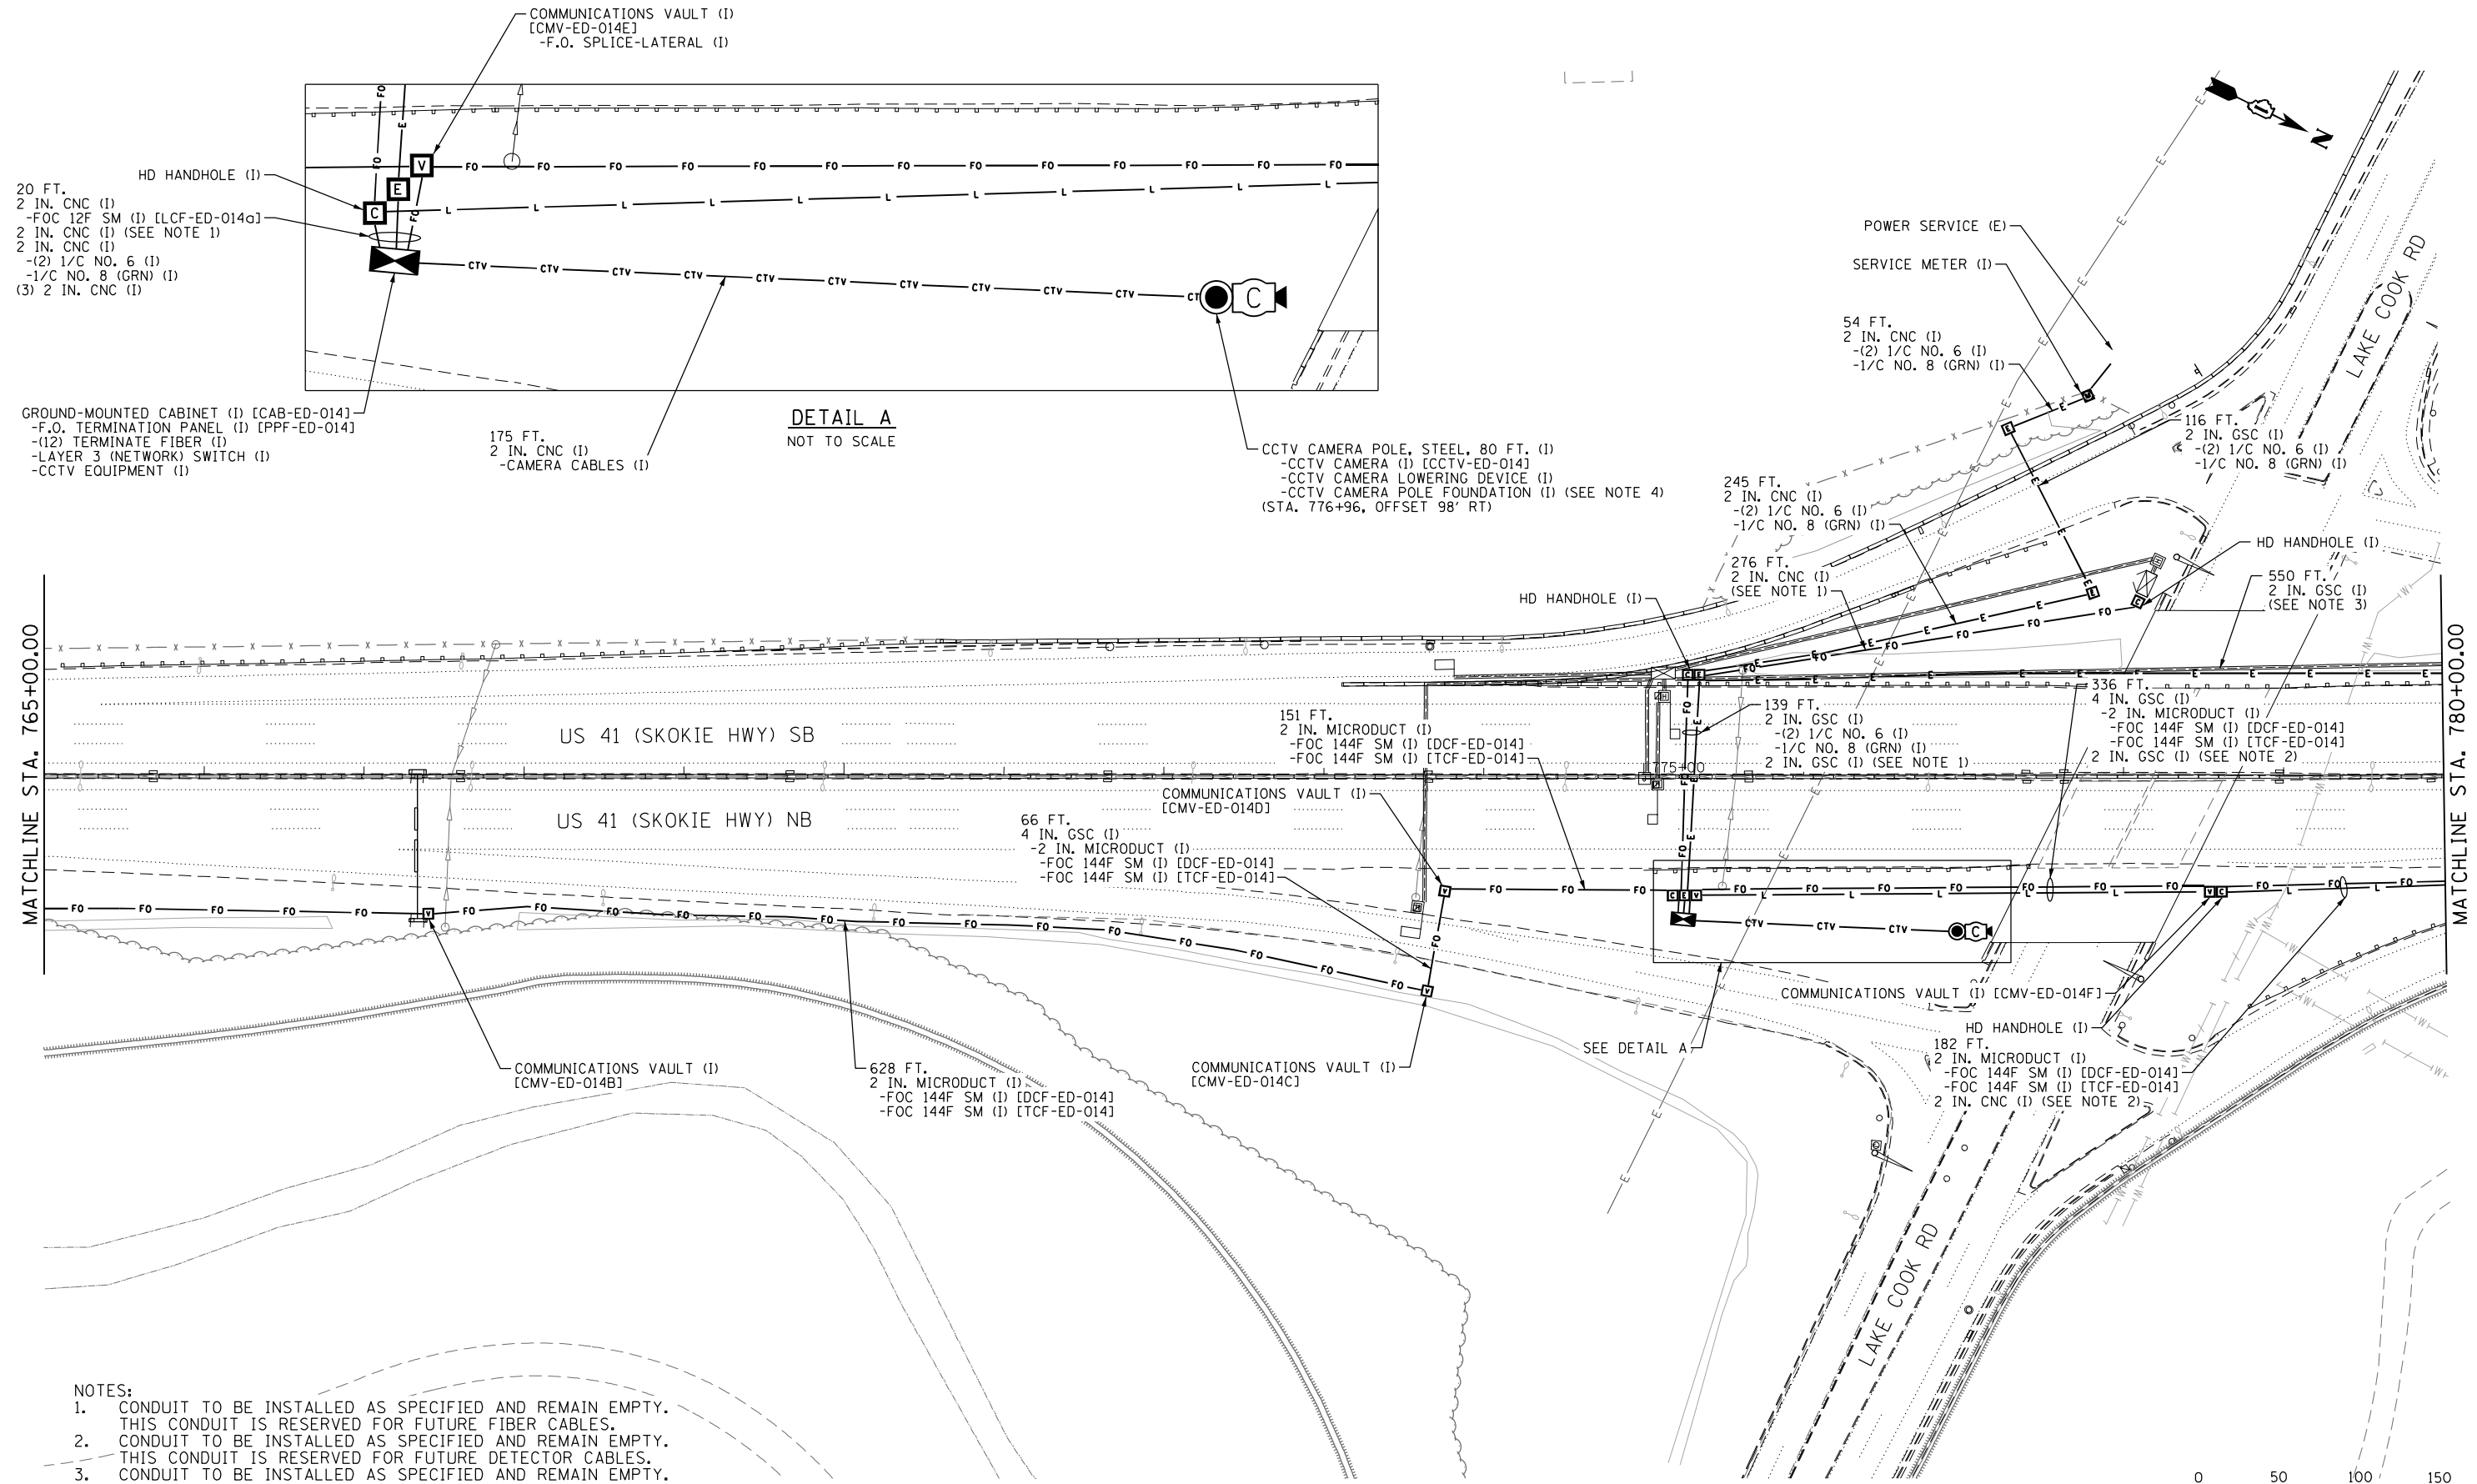 COMMUNICATIONS VAULT (I)
[CMV-ED-014E]
-F.O. SPLICE-LATERAL (I)
HD HANDHOLE (I)
20 FT.
2 IN. CNC (I)
-FOC 12F SM (I) [LCF-ED-014a]
2 IN. CNC (I) (SEE NOTE 1)
2 IN. CNC (I)
-(2) 1/C NO. 6 (I)
-1/C NO. 8 (GRN) (I)
(3) 2 IN. CNC (I)
GROUND-MOUNTED CABINET (I) [CAB-ED-014]
-F.O. TERMINATION PANEL (I) [PPF-ED-014]
-(12) TERMINATE FIBER (I)
-LAYER 3 (NETWORK) SWITCH (I)
-CCTV EQUIPMENT (I)
175 FT.
2 IN. CNC (I)
-CAMERA CABLES (I)
DETAIL A
NOT TO SCALE
CCTV CAMERA POLE, STEEL, 80 FT. (I)
-CCTV CAMERA (I) [CCTV-ED-014]
-CCTV CAMERA LOWERING DEVICE (I)
-CCTV CAMERA POLE FOUNDATION (I) (SEE NOTE 4)
(STA. 776+96, OFFSET 98' RT)
N
POWER SERVICE (E)
SERVICE METER (I)
54 FT.
2 IN. CNC (I)
-(2) 1/C NO. 6 (I)
-1/C NO. 8 (GRN) (I)
LAKE COOK RD
116 FT.
2 IN. GSC (I)
-(2) 1/C NO. 6 (I)
-1/C NO. 8 (GRN) (I)
245 FT.
2 IN. CNC (I)
-(2) 1/C NO. 6 (I)
-1/C NO. 8 (GRN) (I)
276 FT.
2 IN. CNC (I)
(SEE NOTE 1)
HD HANDHOLE (I)
HD HANDHOLE (I)
550 FT.
2 IN. GSC (I)
(SEE NOTE 3)
MATCHLINE STA. 765+00.00
MATCHLINE STA. 780+00.00
US 41 (SKOKIE HWY) SB
US 41 (SKOKIE HWY) NB
151 FT.
2 IN. MICRODUCT (I)
-FOC 144F SM (I) [DCF-ED-014]
-FOC 144F SM (I) [TCF-ED-014]
139 FT.
2 IN. GSC (I)
-(2) 1/C NO. 6 (I)
-1/C NO. 8 (GRN) (I)
2 IN. GSC (I) (SEE NOTE 1)
775+00
336 FT.
4 IN. GSC (I)
-2 IN. MICRODUCT (I)
-FOC 144F SM (I) [DCF-ED-014]
-FOC 144F SM (I) [TCF-ED-014]
2 IN. GSC (I) (SEE NOTE 2)
COMMUNICATIONS VAULT (I)
[CMV-ED-014D]
66 FT.
4 IN. GSC (I)
-2 IN. MICRODUCT (I)
-FOC 144F SM (I) [DCF-ED-014]
-FOC 144F SM (I) [TCF-ED-014]
COMMUNICATIONS VAULT (I) [CMV-ED-014F]
HD HANDHOLE (I)
182 FT.
2 IN. MICRODUCT (I)
-FOC 144F SM (I) [DCF-ED-014]
-FOC 144F SM (I) [TCF-ED-014]
2 IN. CNC (I) (SEE NOTE 2)
SEE DETAIL A
COMMUNICATIONS VAULT (I)
[CMV-ED-014B]
628 FT.
2 IN. MICRODUCT (I)
-FOC 144F SM (I) [DCF-ED-014]
-FOC 144F SM (I) [TCF-ED-014]
COMMUNICATIONS VAULT (I)
[CMV-ED-014C]
LAKE COOK RD
NOTES:
1. CONDUIT TO BE INSTALLED AS SPECIFIED AND REMAIN EMPTY.
THIS CONDUIT IS RESERVED FOR FUTURE FIBER CABLES.
2. CONDUIT TO BE INSTALLED AS SPECIFIED AND REMAIN EMPTY.
THIS CONDUIT IS RESERVED FOR FUTURE DETECTOR CABLES.
3. CONDUIT TO BE INSTALLED AS SPECIFIED AND REMAIN EMPTY.
0 50 100 150